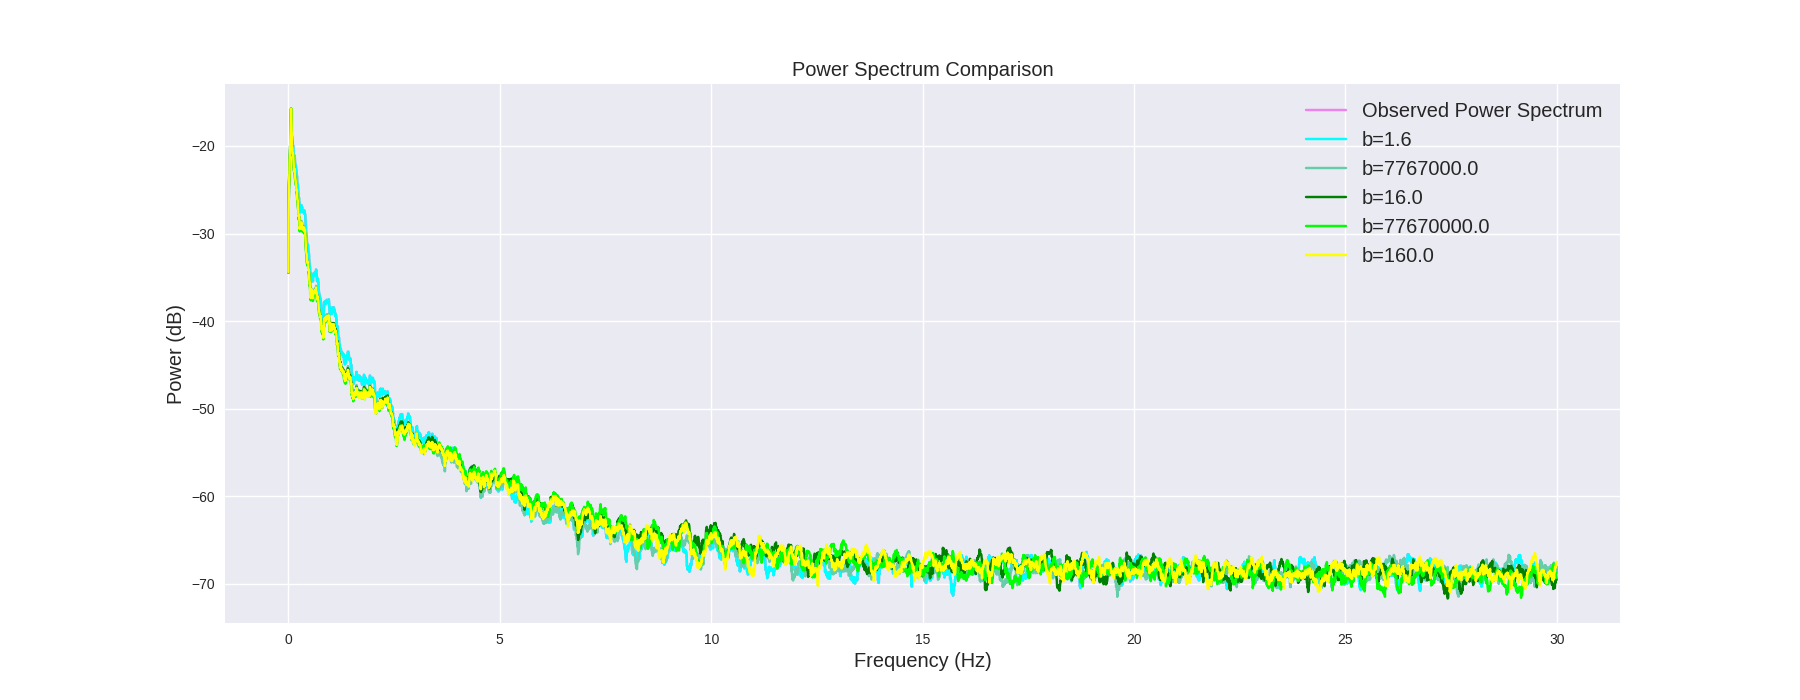 Power Spectrum Comparison
Observed Power Spectrum
b=1.6
b=7767000.0
b=16.0
b=77670000.0
b=160.0
Power (dB)
−20
−30
−40
−50
−60
−70
0 5 10 15 20 25 30
Frequency (Hz)